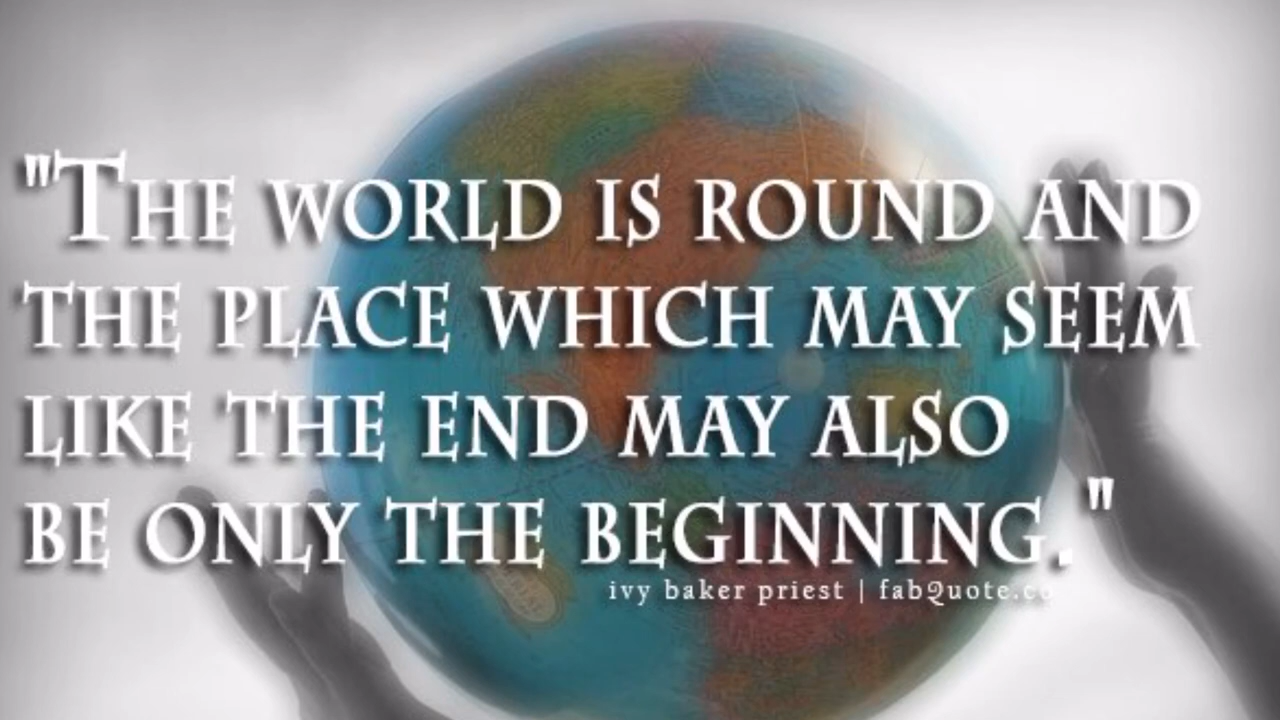 "The world is round and
the place which may seem
like the end may also
be only the beginning."
ivy baker priest | fabQuote.co